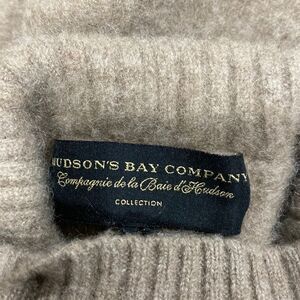 HUDSON'S BAY COMPANY
Compagnie de la Baie d'Hudson
COLLECTION